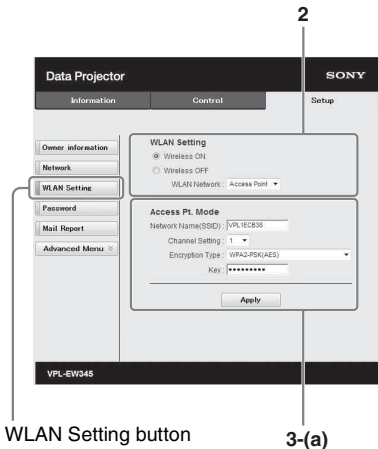 2
Data Projector
SONY
Information
Control
Setup
Owner information
Network
WLAN Setting
Password
Mail Report
Advanced Menu
WLAN Setting
Wireless ON
Wireless OFF
WLAN Network : Access Point
Access Pt. Mode
Network Name(SSID) : VPL1ECB38
Channel Setting : 1
Encryption Type : WPA2-PSK(AES)
Key : •••••••••
Apply
VPL-EW345
WLAN Setting button
3-(a)